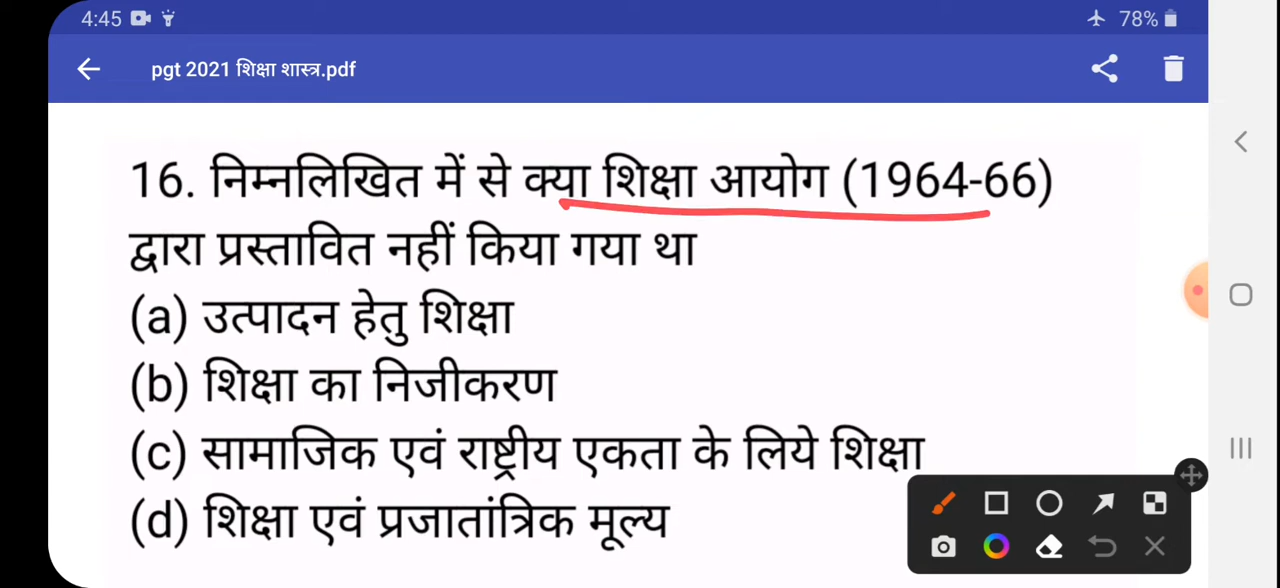 4:45
78%
pgt 2021 शिक्षा शास्त्र.pdf
16. निम्नलिखित में से क्या शिक्षा आयोग (1964-66)
द्वारा प्रस्तावित नहीं किया गया था
(a) उत्पादन हेतु शिक्षा
(b) शिक्षा का निजीकरण
(c) सामाजिक एवं राष्ट्रीय एकता के लिये शिक्षा
(d) शिक्षा एवं प्रजातांत्रिक मूल्य